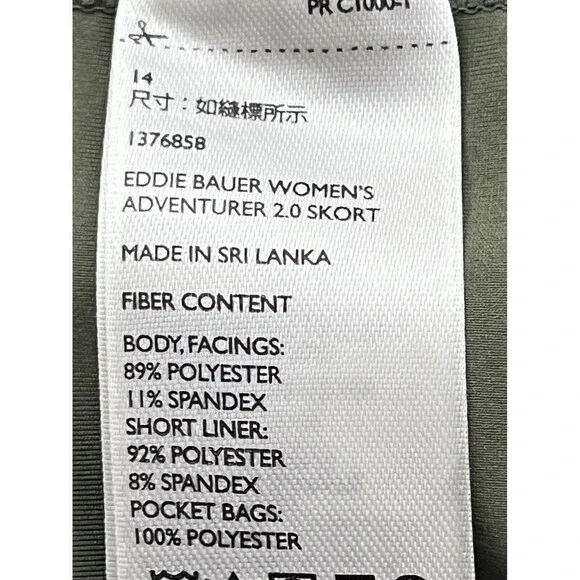 14
尺寸：如縫標所示
1376858
EDDIE BAUER WOMEN'S
ADVENTURER 2.0 SKORT
MADE IN SRI LANKA
FIBER CONTENT
BODY, FACINGS:
89% POLYESTER
11% SPANDEX
SHORT LINER:
92% POLYESTER
8% SPANDEX
POCKET BAGS:
100% POLYESTER